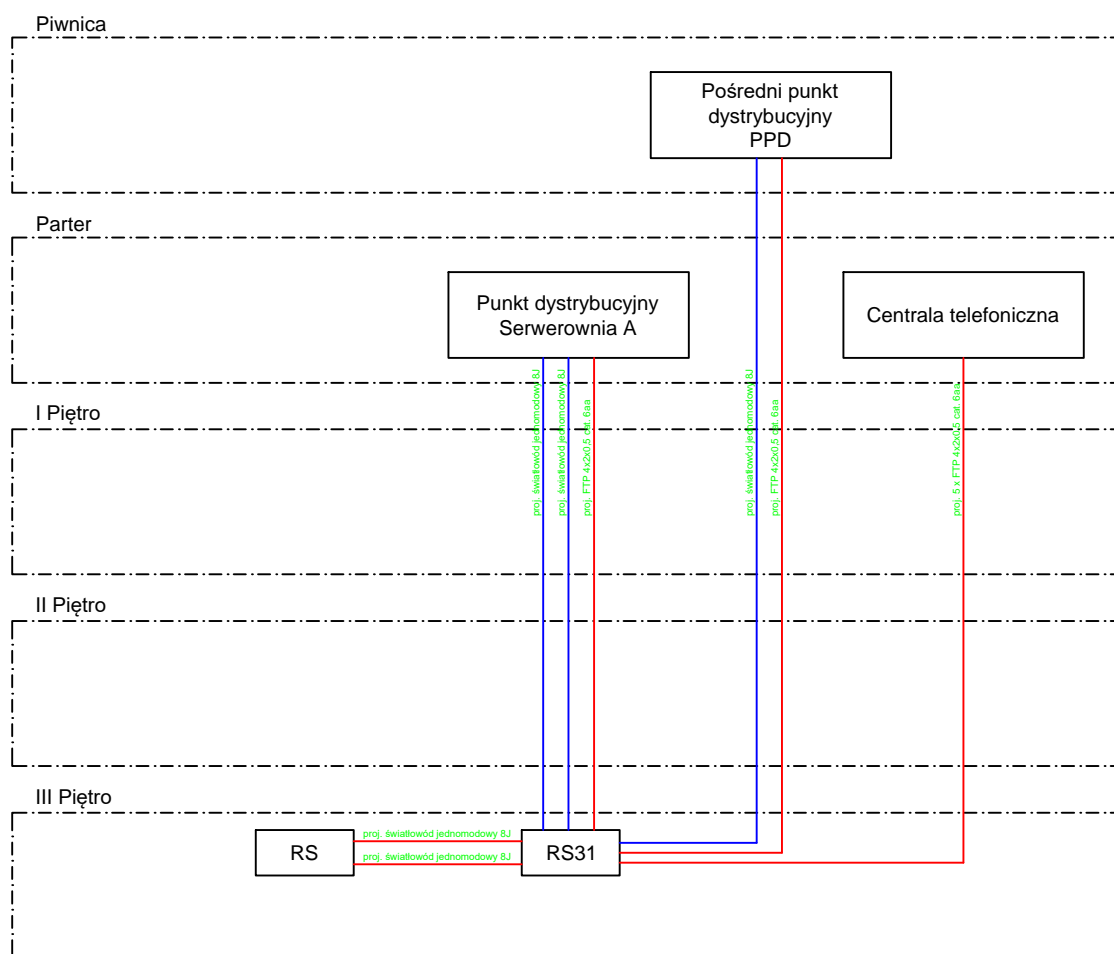 Piwnica
Pośredni punkt
dystrybucyjny
PPD
Parter
Punkt dystrybucyjny
Serwerownia A
Centrala telefoniczna
proj. światłowód jednomodowy 8J
proj. światłowód jednomodowy 8J
proj. FTP 4x2x0,5 cat. 6aa
proj. światłowód jednomodowy 8J
proj. FTP 4x2x0,5 cat. 6aa
proj. 5 x FTP 4x2x0,5 cat. 6aa
I Piętro
II Piętro
III Piętro
RS
proj. światłowód jednomodowy 8J
proj. światłowód jednomodowy 8J
RS31